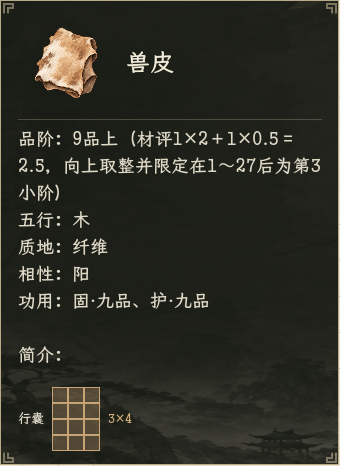 兽皮
品阶：9品上（材评1×2＋1×0.5＝
2.5，向上取整并限定在1～27后为第3
小阶）
五行：木
质地：纤维
相性：阳
功用：固·九品、护·九品
简介：
行囊 3×4